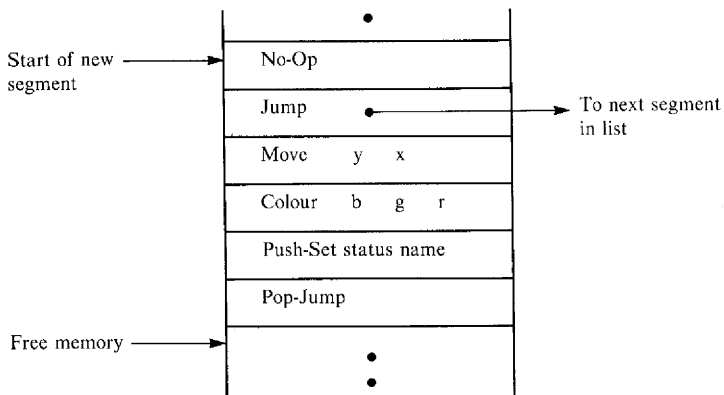 Start of new
segment
No-Op
Jump
To next segment
in list
Move y x
Colour b g r
Push-Set status name
Pop-Jump
Free memory